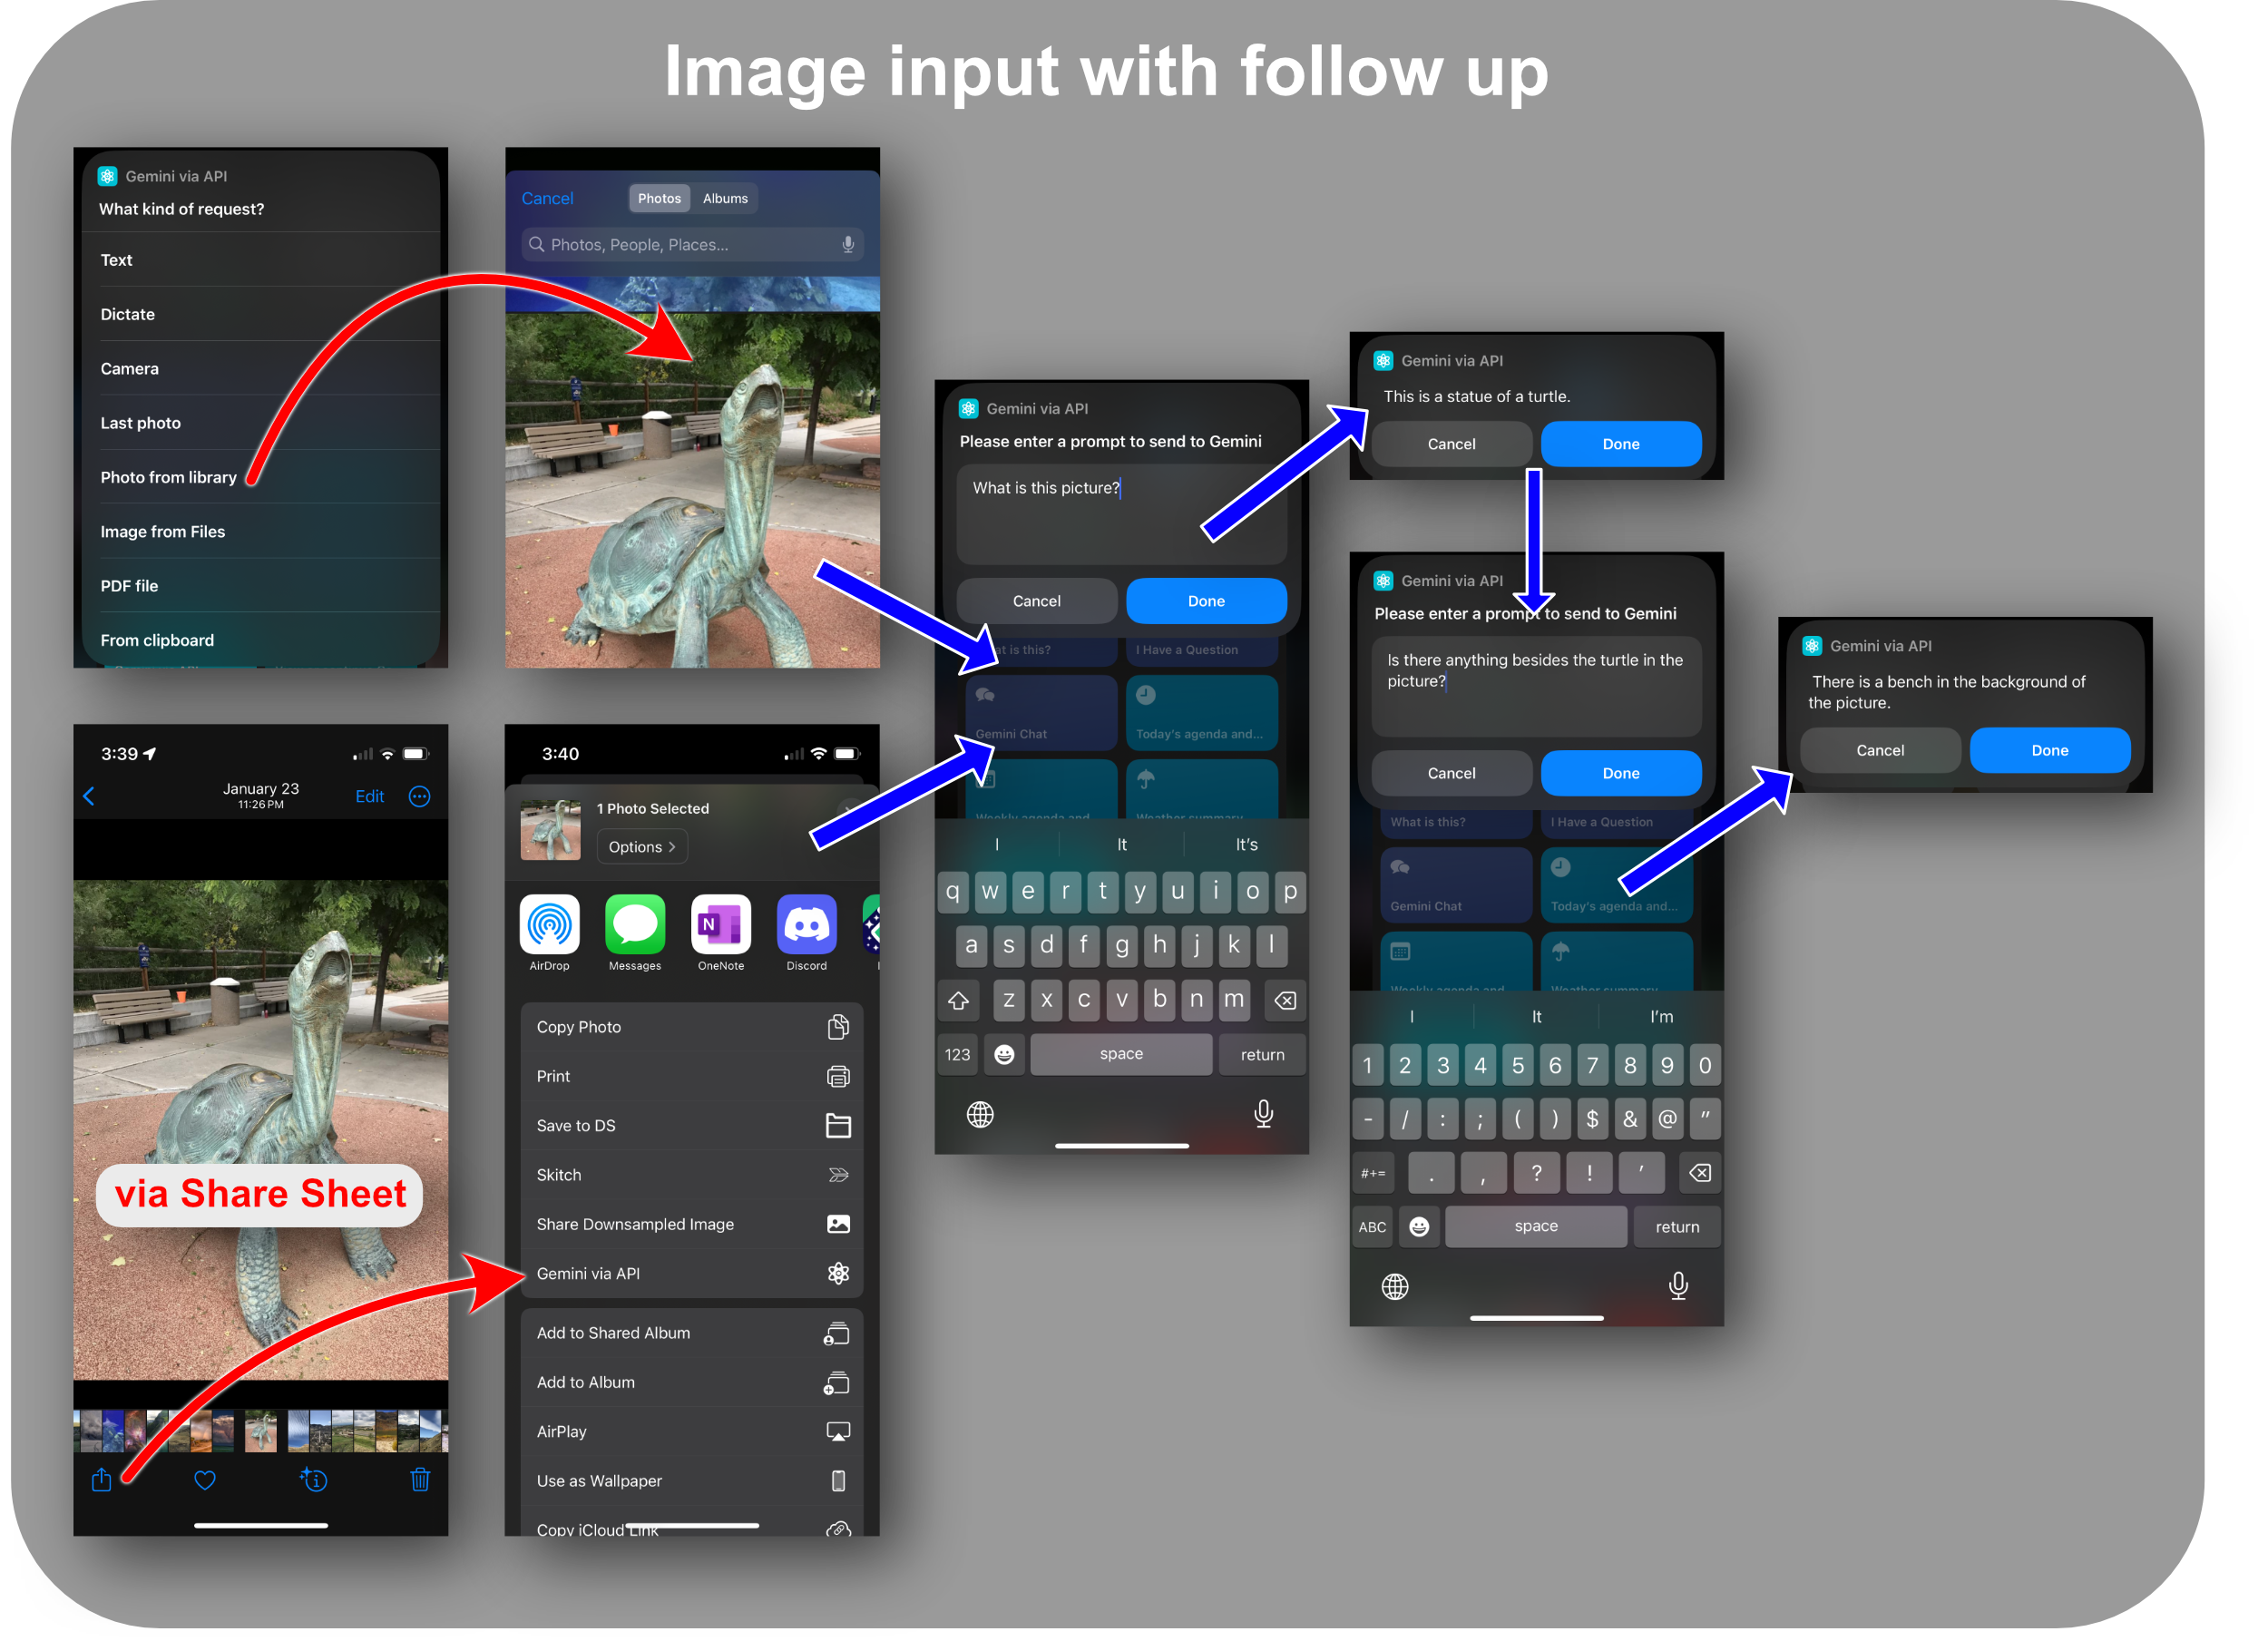 Image input with follow up
Gemini via API
What kind of request?
Text
Dictate
Camera
Last photo
Photo from library
Image from Files
PDF file
From clipboard
Cancel
Photos
Albums
Photos, People, Places...
Gemini via API
Please enter a prompt to send to Gemini
What is this picture?
Cancel
Done
is this?
I Have a Question
Gemini Chat
Today's agenda and...
Weekly agenda and
Weather summary
I
It
It's
q w e r t y u i o p
a s d f g h j k l
z x c v b n m
123
space
return
Gemini via API
This is a statue of a turtle.
Cancel
Done
Gemini via API
Please enter a prompt to send to Gemini
Is there anything besides the turtle in the
picture?
Cancel
Done
What is this?
I Have a Question
Gemini Chat
Today's agenda and...
Weekly agenda and
Weather summary
I
It
I'm
1 2 3 4 5 6 7 8 9 0
- / : ; ( ) $ & @ "
#+= . , ? ! '
ABC
space
return
Gemini via API
There is a bench in the background of
the picture.
Cancel
Done
3:39
January 23
11:26 PM
Edit
via Share Sheet
3:40
1 Photo Selected
Options >
AirDrop
Messages
OneNote
Discord
Copy Photo
Print
Save to DS
Skitch
Share Downsampled Image
Gemini via API
Add to Shared Album
Add to Album
AirPlay
Use as Wallpaper
Copy iCloud Link